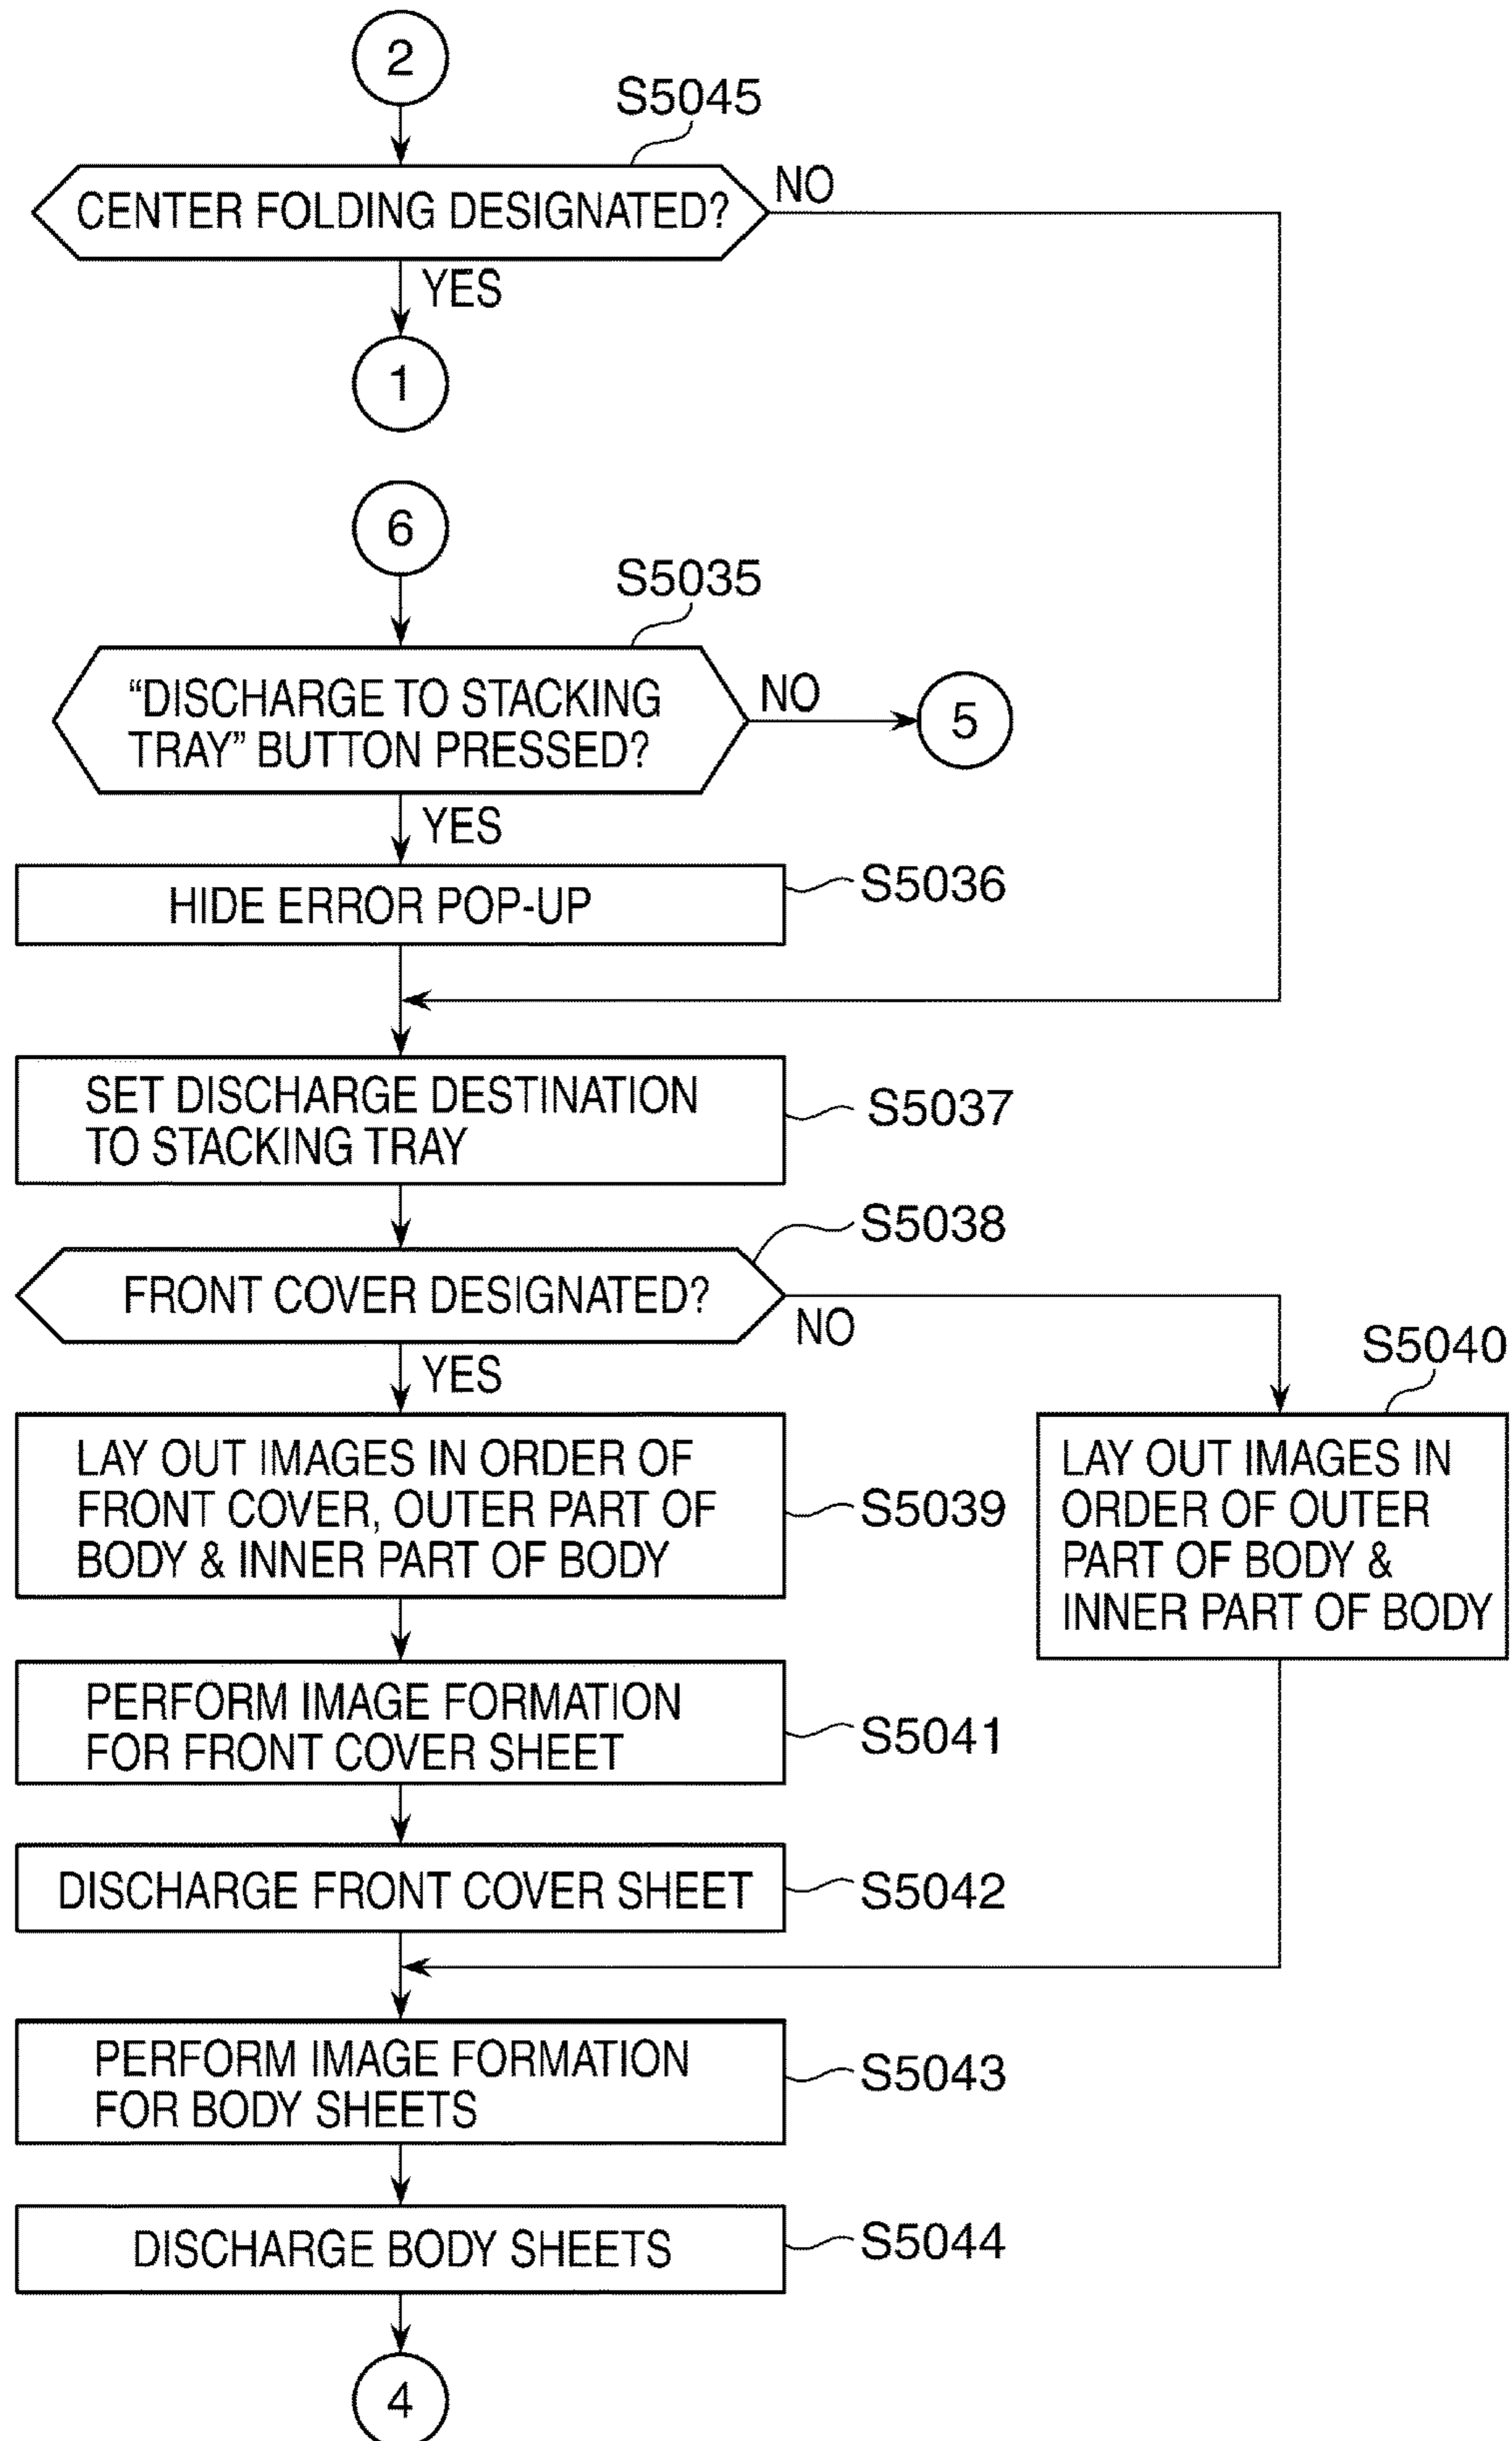 2
S5045
CENTER FOLDING DESIGNATED?
NO
YES
1
6
S5035
“DISCHARGE TO STACKING
TRAY” BUTTON PRESSED?
NO
5
YES
HIDE ERROR POP-UP
S5036
SET DISCHARGE DESTINATION
TO STACKING TRAY
S5037
S5038
FRONT COVER DESIGNATED?
NO
YES
S5040
LAY OUT IMAGES IN ORDER OF
FRONT COVER, OUTER PART OF
BODY & INNER PART OF BODY
S5039
LAY OUT IMAGES IN
ORDER OF OUTER
PART OF BODY &
INNER PART OF BODY
PERFORM IMAGE FORMATION
FOR FRONT COVER SHEET
S5041
DISCHARGE FRONT COVER SHEET
S5042
PERFORM IMAGE FORMATION
FOR BODY SHEETS
S5043
DISCHARGE BODY SHEETS
S5044
4